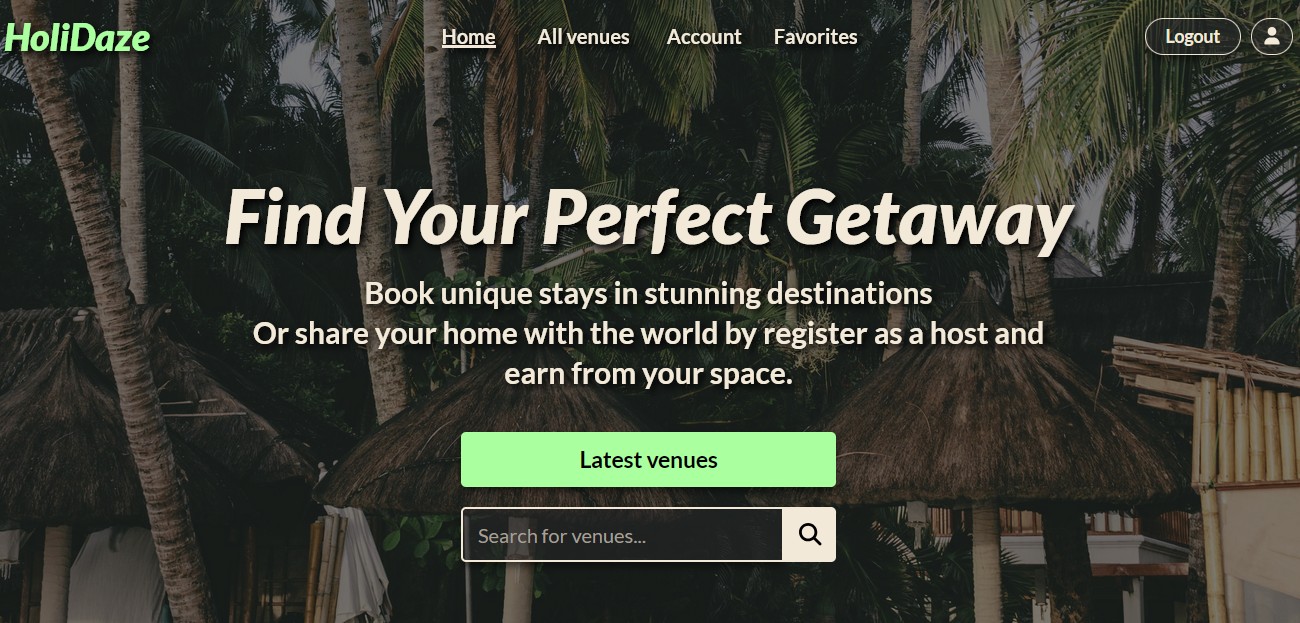 HoliDaze
Home All venues Account Favorites
Logout
Find Your Perfect Getaway
Book unique stays in stunning destinations
Or share your home with the world by register as a host and
earn from your space.
Latest venues
Search for venues...